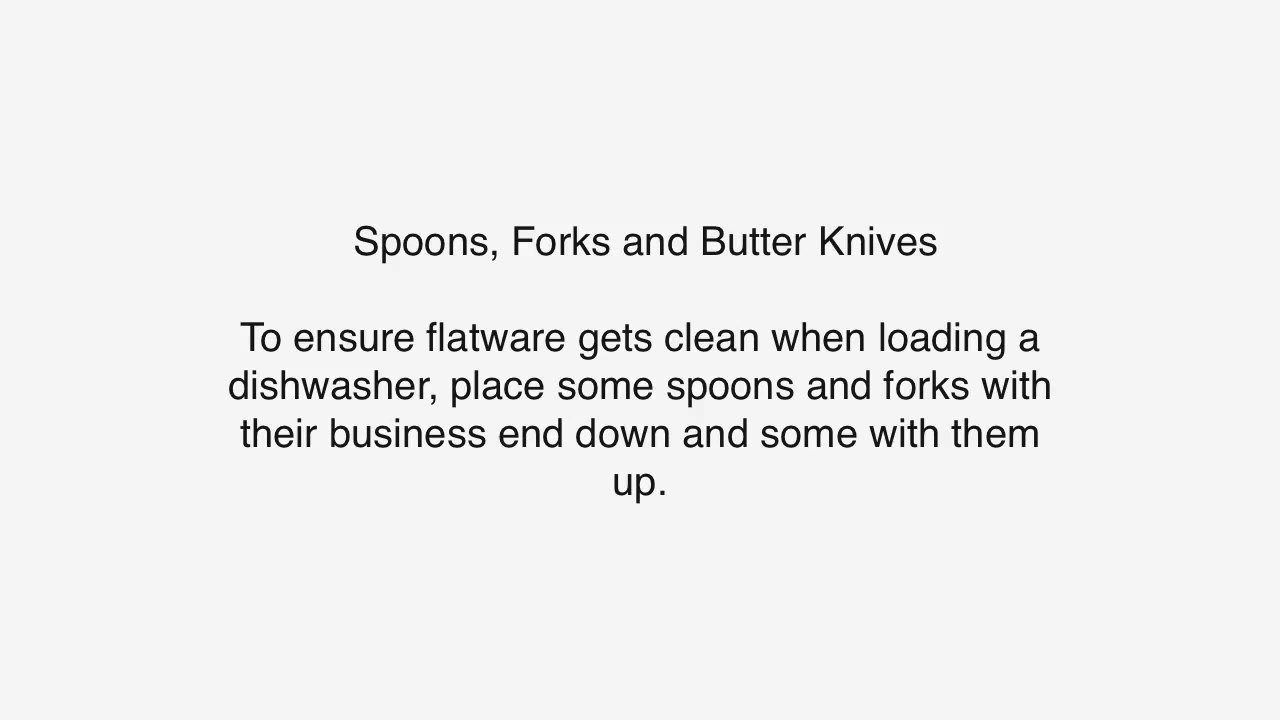 Spoons, Forks and Butter Knives
To ensure flatware gets clean when loading a
dishwasher, place some spoons and forks with
their business end down and some with them
up.